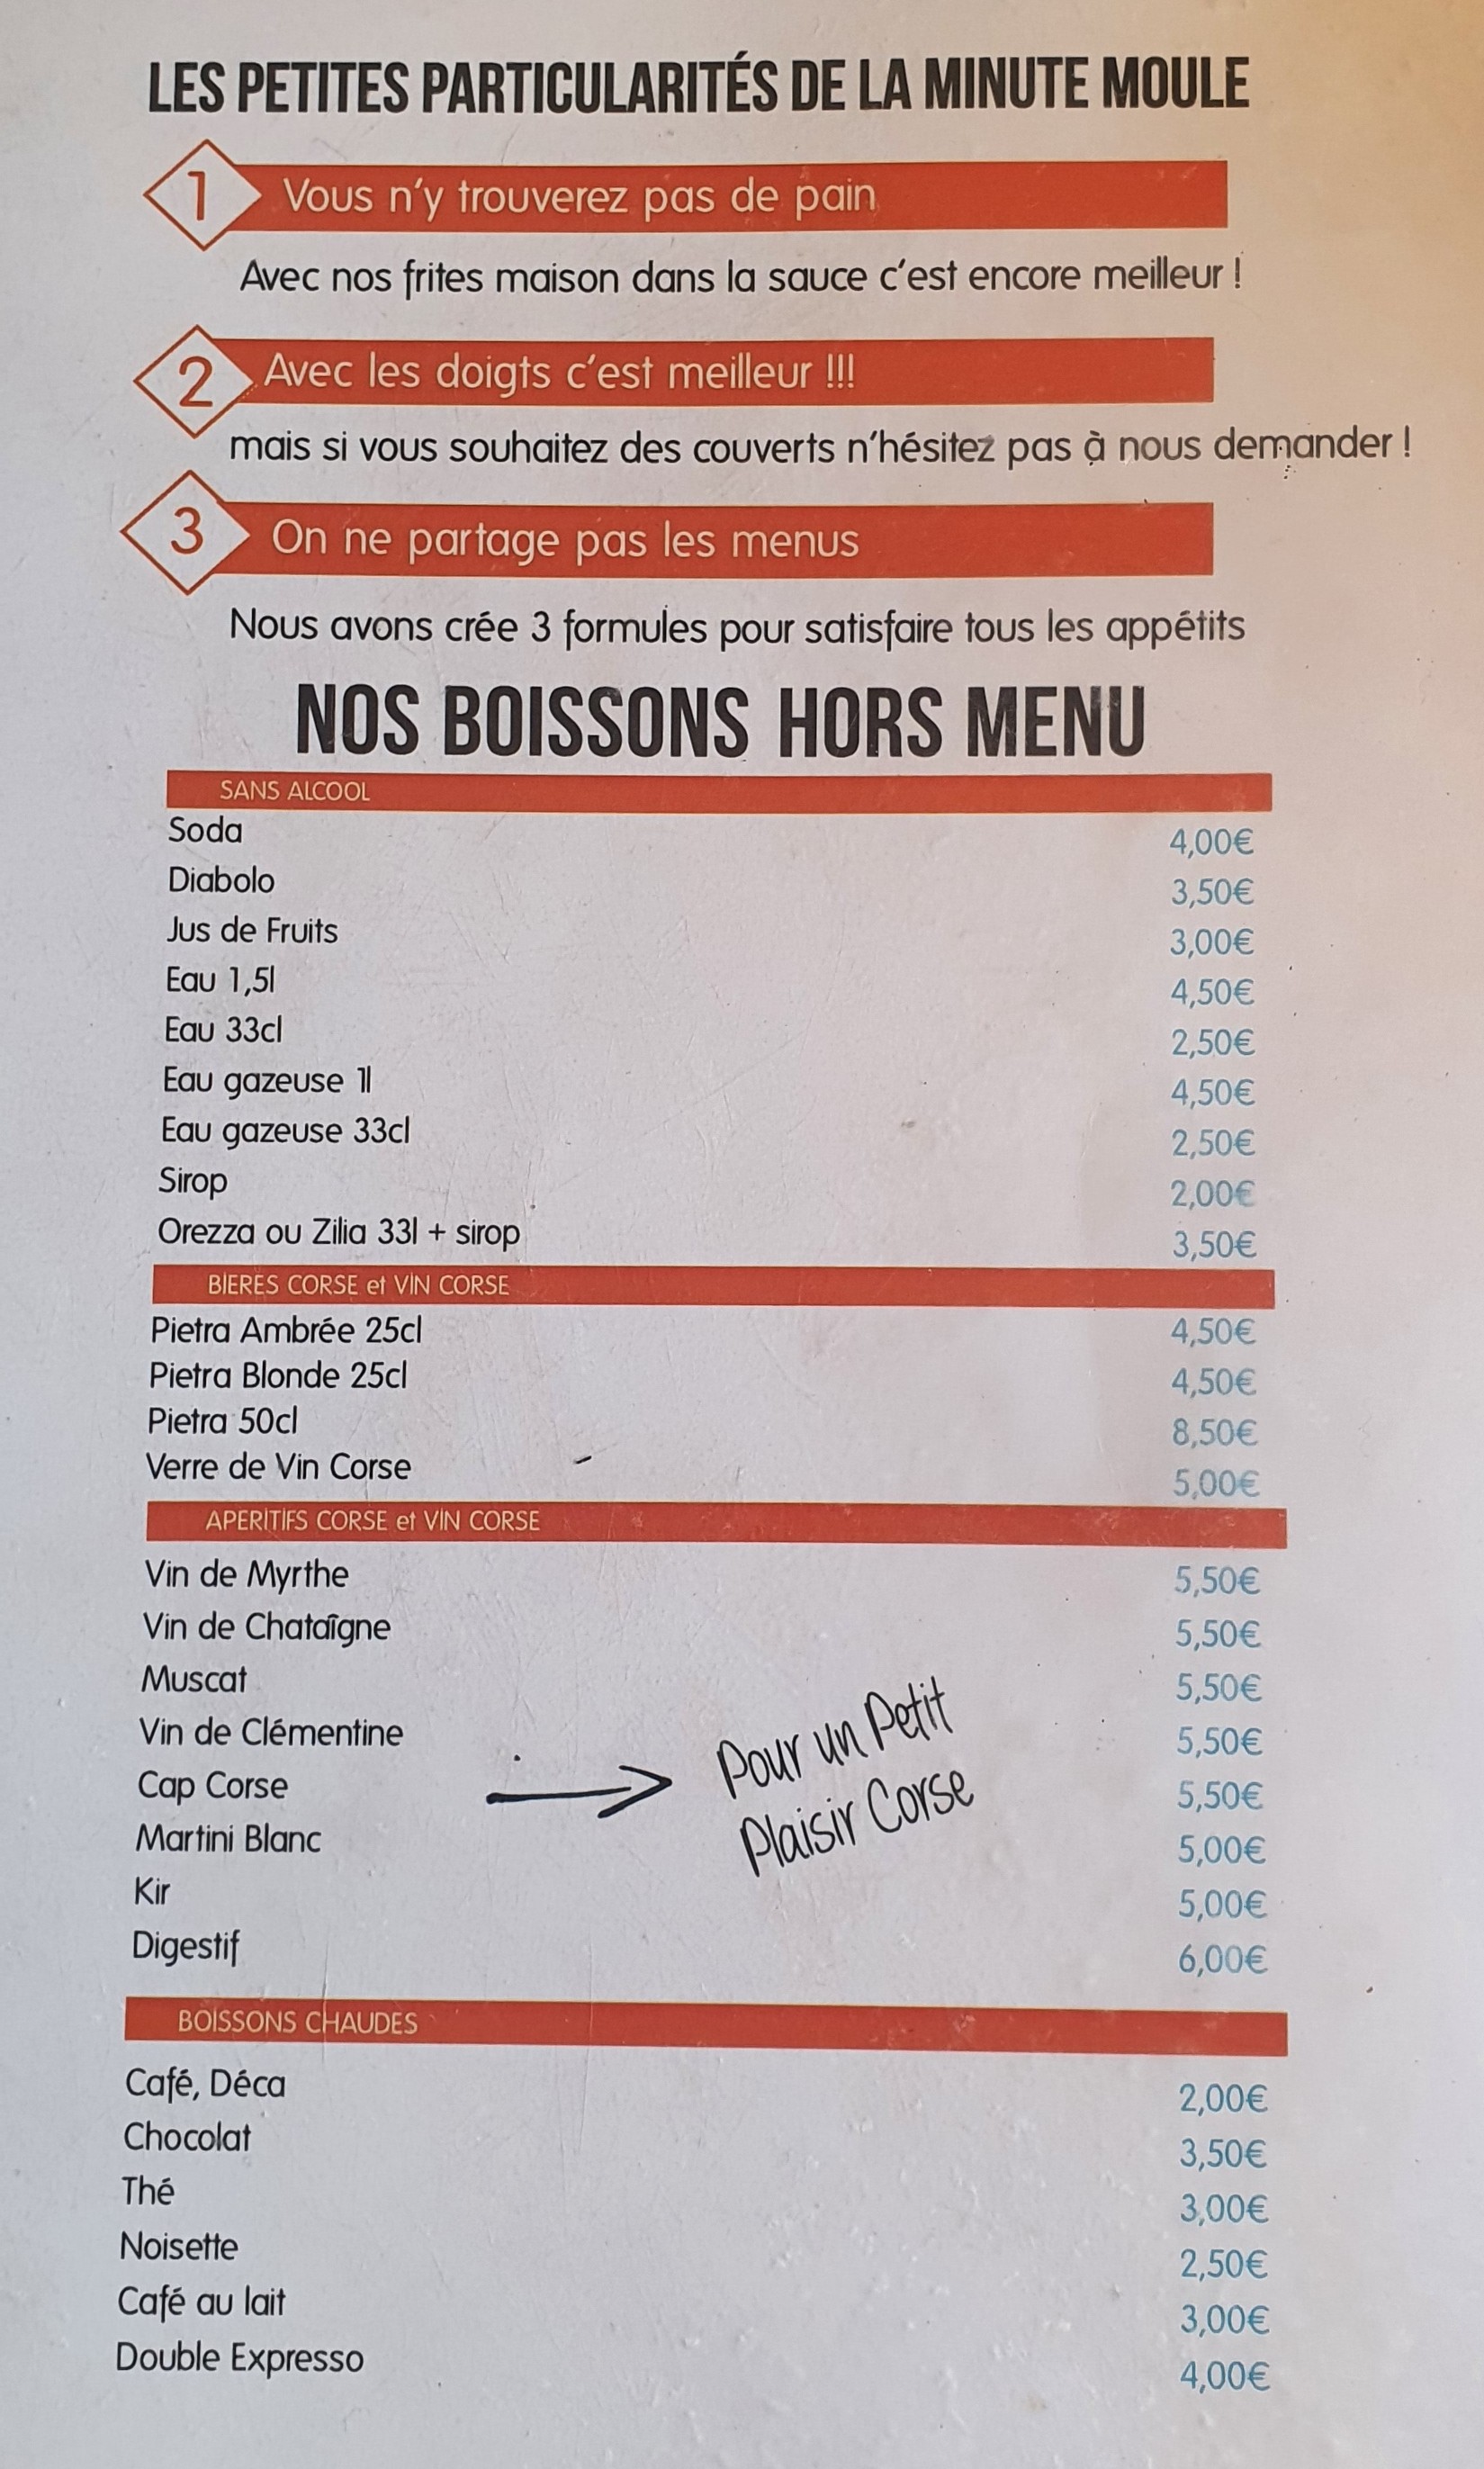 LES PETITES PARTICULARITÉS DE LA MINUTE MOULE
1 Vous n'y trouverez pas de pain
Avec nos frites maison dans la sauce c'est encore meilleur !
2 Avec les doigts c'est meilleur !!!
mais si vous souhaitez des couverts n'hésitez pas à nous demander !
3 On ne partage pas les menus
Nous avons crée 3 formules pour satisfaire tous les appétits
NOS BOISSONS HORS MENU
SANS ALCOOL
Soda 4,00€
Diabolo 3,50€
Jus de Fruits 3,00€
Eau 1,5l 4,50€
Eau 33cl 2,50€
Eau gazeuse 1l 4,50€
Eau gazeuse 33cl 2,50€
Sirop 2,00€
Orezza ou Zilia 33l + sirop 3,50€
BIERES CORSE et VIN CORSE
Pietra Ambrée 25cl 4,50€
Pietra Blonde 25cl 4,50€
Pietra 50cl 8,50€
Verre de Vin Corse 5,00€
APERITIFS CORSE et VIN CORSE
Vin de Myrthe 5,50€
Vin de Chataîgne 5,50€
Muscat 5,50€
Vin de Clémentine 5,50€
Cap Corse → Pour un Petit Plaisir Corse 5,50€
Martini Blanc 5,00€
Kir 5,00€
Digestif 6,00€
BOISSONS CHAUDES
Café, Déca 2,00€
Chocolat 3,50€
Thé 3,00€
Noisette 2,50€
Café au lait 3,00€
Double Expresso 4,00€